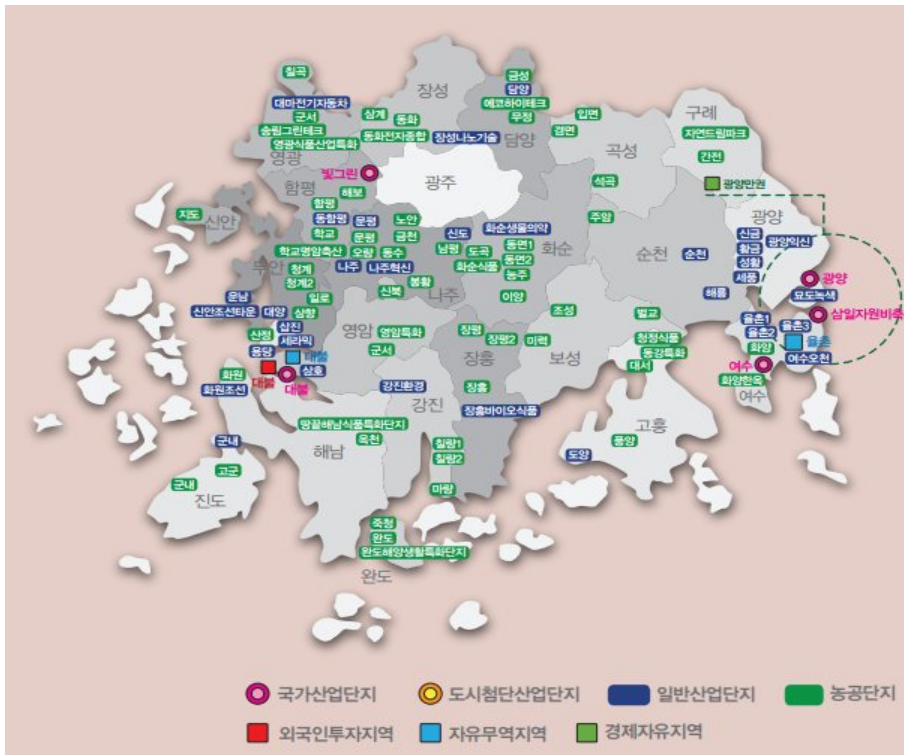 칠곡
대마전기자동차
군서
송림그린테크
영광식품산업특화
영광
장성
삼계
동화
동화전자종합
장성나노기술
금성
담양
에코하이테크
무정
담양
입면
겸면
곡성
석곡
구례
자연드림파크
간전
광양만권
빛그린
광주
함평
해보
함평
동함평
학교
학교명암축산
문평
문평
오량
나주
노안
금천
동수
나주혁신
신도
남평
도곡
화순식품
화순생물의약
동면1
동면2
농주
이양
화순
주암
순천
순천
해룡
광양
신금
황금
성황
세풍
광양익신
광양
묘도녹색
삼일자원비축
율촌1
율촌2
율촌3
율촌
화양
여수
여수오천
화양한옥
여수
지도
신안
무안
청계
청계2
일로
삼향
운남
신안조선타운
대양
산정
삽진
세라믹
용당
대불
삼호
대불
대불
화원
화원조선
신북
봉황
나주
영암
영암특화
군서
장평
장평2
장흥
장흥
장흥바이오식품
미력
보성
조성
벌교
청정식품
동강특화
대서
고흥
풍양
도양
강진환경
강진
칠량1
칠량2
마량
땅끝해남식품특화단지
옥천
해남
군내
고군
군내
진도
죽청
완도
완도해양생활특화단지
완도
국가산업단지
도시첨단산업단지
일반산업단지
농공단지
외국인투자지역
자유무역지역
경제자유지역